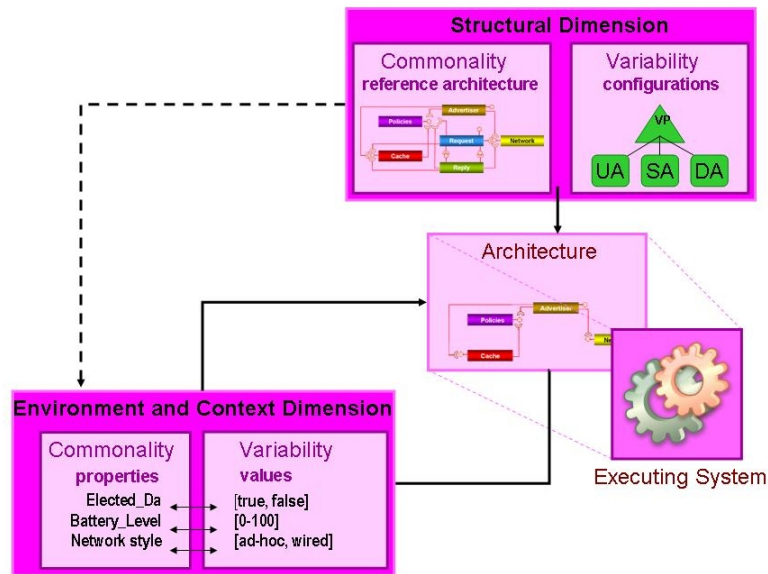 Structural Dimension
Commonality
reference architecture
Variability
configurations
Advertiser
Policies
Request
Network
Cache
Reply
VP
UA SA DA
Architecture
Advertiser
Policies
Cache
Executing System
Environment and Context Dimension
Commonality
properties
Variability
values
Elected_Da [true, false]
Battery_Level [0-100]
Network style [ad-hoc, wired]